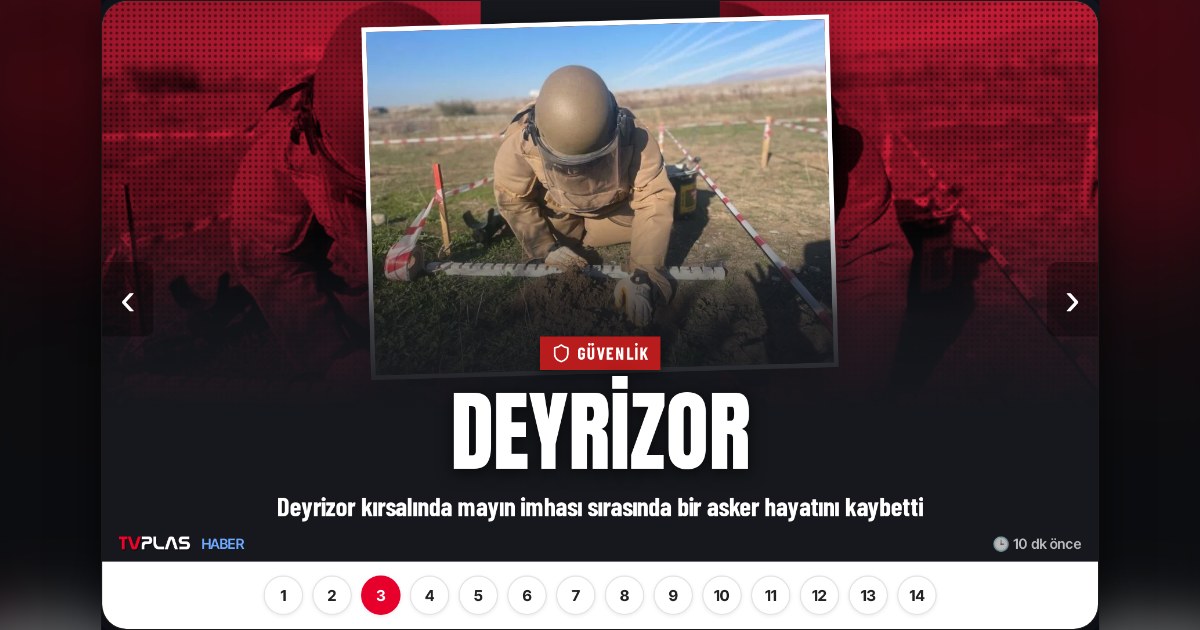 GÜVENLİK
DEYRİZOR
Deyrizor kırsalında mayın imhası sırasında bir asker hayatını kaybetti
TVPLAS HABER
10 dk önce
1 2 3 4 5 6 7 8 9 10 11 12 13 14